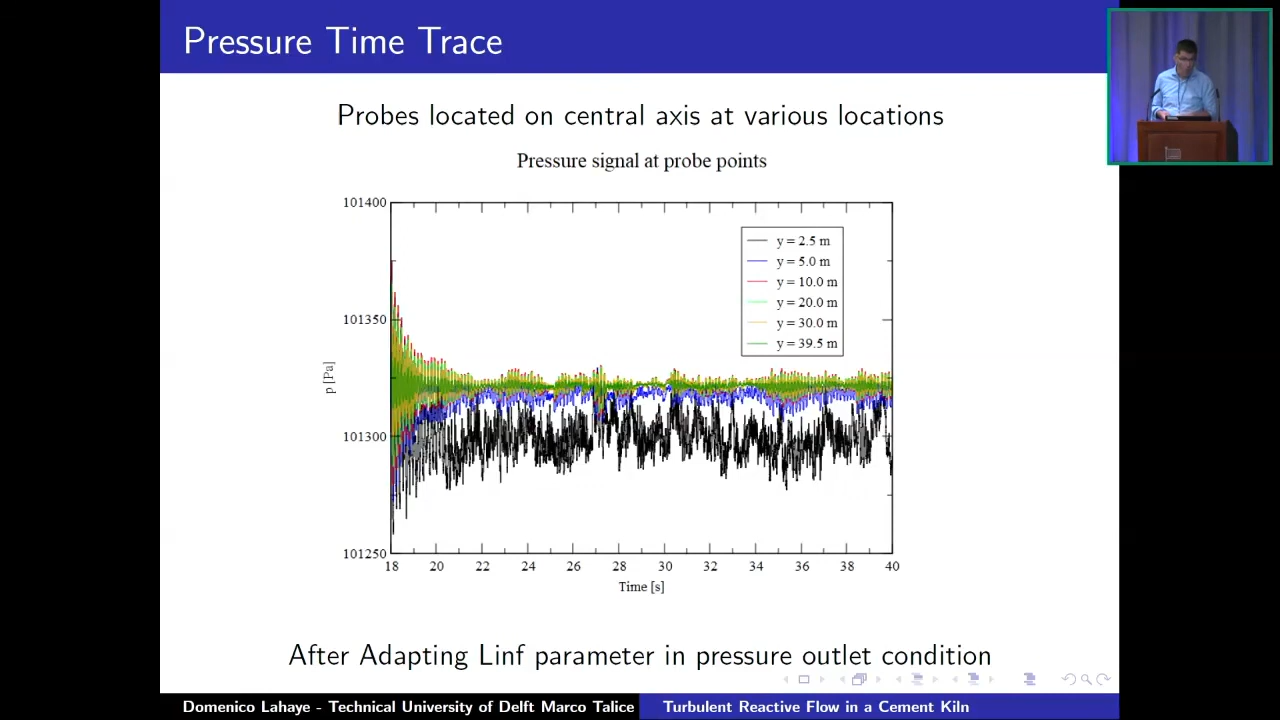 Pressure Time Trace
Probes located on central axis at various locations
Pressure signal at probe points
101400
101350
101300
101250
p [Pa]
y = 2.5 m
y = 5.0 m
y = 10.0 m
y = 20.0 m
y = 30.0 m
y = 39.5 m
18 20 22 24 26 28 30 32 34 36 38 40
Time [s]
After Adapting Linf parameter in pressure outlet condition
Domenico Lahaye - Technical University of Delft Marco Talice
Turbulent Reactive Flow in a Cement Kiln